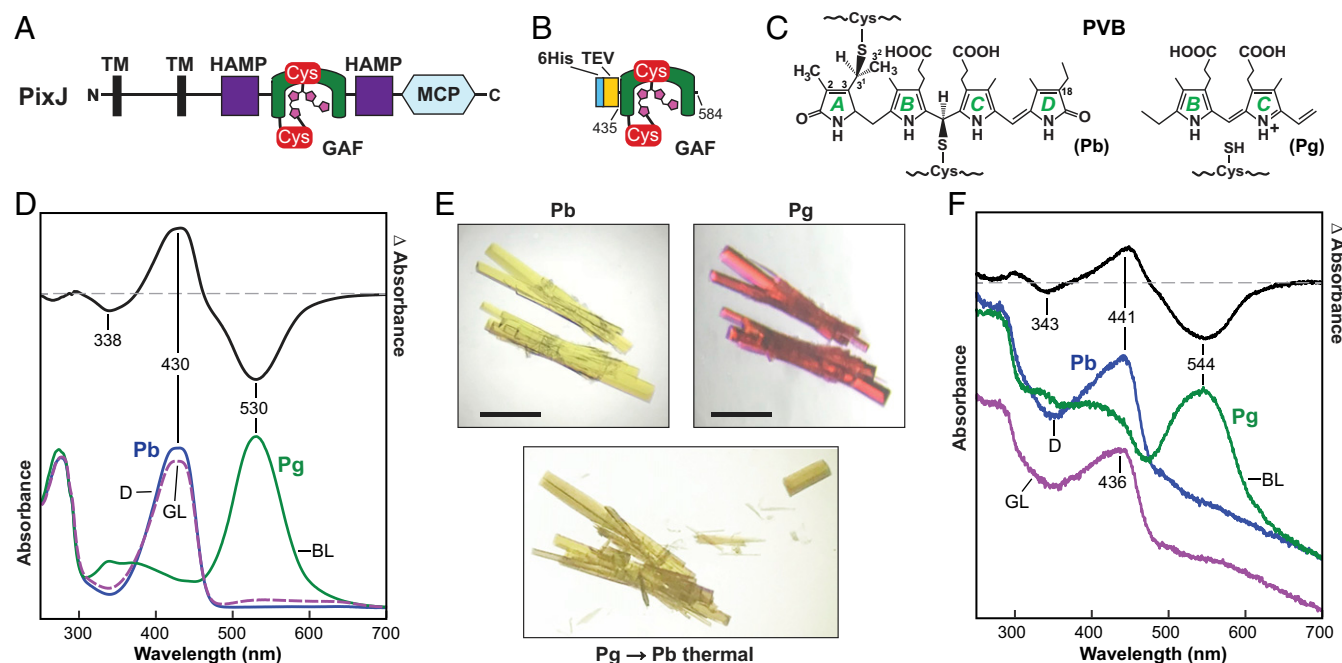 A
TM TM HAMP HAMP
PixJ N Cys MCP C
Cys
GAF
B
6His TEV
Cys
435 584
Cys
GAF
C
PVB
Cys
S
H
3²
CH₃
3¹
HOOC COOH
H₃C
2 3
18
A B C D
O N H
N H
H
N H
N H O
S
Cys
(Pb)
HOOC COOH
B C
N H
N H +
SH
Cys
(Pg)
D
338
430
530
Pb
Pg
D
GL
BL
Absorbance
Δ Absorbance
300 400 500 600 700
Wavelength (nm)
E
Pb Pg
Pg → Pb thermal
F
343
441
544
Pb
Pg
D
GL
436
BL
Absorbance
Δ Absorbance
300 400 500 600 700
Wavelength (nm)